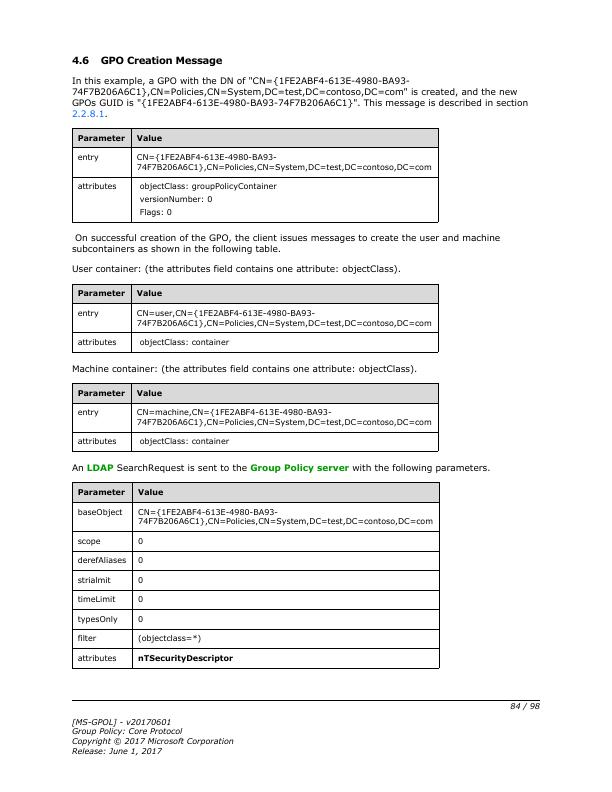 4.6 GPO Creation Message
In this example, a GPO with the DN of "CN={1FE2ABF4-613E-4980-BA93-
74F7B206A6C1},CN=Policies,CN=System,DC=test,DC=contoso,DC=com" is created, and the new
GPOs GUID is "{1FE2ABF4-613E-4980-BA93-74F7B206A6C1}". This message is described in section
2.2.8.1.
Parameter Value
entry CN={1FE2ABF4-613E-4980-BA93-
74F7B206A6C1},CN=Policies,CN=System,DC=test,DC=contoso,DC=com
attributes objectClass: groupPolicyContainer
versionNumber: 0
Flags: 0
On successful creation of the GPO, the client issues messages to create the user and machine
subcontainers as shown in the following table.
User container: (the attributes field contains one attribute: objectClass).
Parameter Value
entry CN=user,CN={1FE2ABF4-613E-4980-BA93-
74F7B206A6C1},CN=Policies,CN=System,DC=test,DC=contoso,DC=com
attributes objectClass: container
Machine container: (the attributes field contains one attribute: objectClass).
Parameter Value
entry CN=machine,CN={1FE2ABF4-613E-4980-BA93-
74F7B206A6C1},CN=Policies,CN=System,DC=test,DC=contoso,DC=com
attributes objectClass: container
An LDAP SearchRequest is sent to the Group Policy server with the following parameters.
Parameter Value
baseObject CN={1FE2ABF4-613E-4980-BA93-
74F7B206A6C1},CN=Policies,CN=System,DC=test,DC=contoso,DC=com
scope 0
derefAliases 0
strialmit 0
timeLimit 0
typesOnly 0
filter (objectclass=*)
attributes nTSecurityDescriptor
84 / 98
[MS-GPOL] - v20170601
Group Policy: Core Protocol
Copyright © 2017 Microsoft Corporation
Release: June 1, 2017